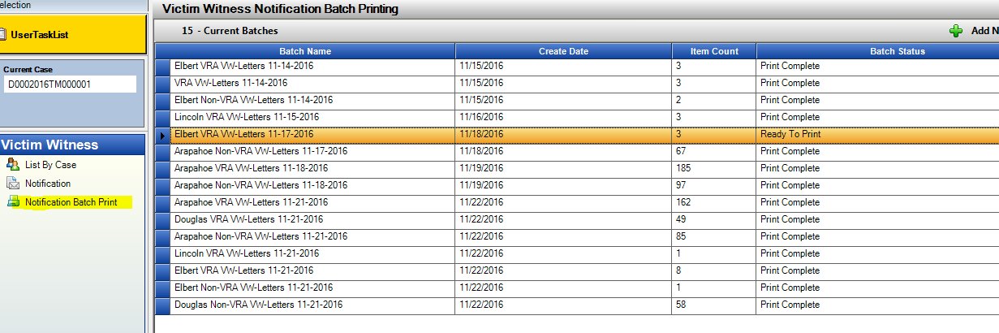 election
Victim Witness Notification Batch Printing
UserTaskList
15 - Current Batches
Add N
Batch Name Create Date Item Count Batch Status
Current Case
D0002016TM000001
Elbert VRA VW-Letters 11-14-2016 11/15/2016 3 Print Complete
VRA VW-Letters 11-14-2016 11/15/2016 3 Print Complete
Elbert Non-VRA VW-Letters 11-14-2016 11/15/2016 2 Print Complete
Lincoln VRA VW-Letters 11-15-2016 11/16/2016 3 Print Complete
Elbert VRA VW-Letters 11-17-2016 11/18/2016 3 Ready To Print
Arapahoe Non-VRA VW-Letters 11-17-2016 11/18/2016 67 Print Complete
Arapahoe VRA VW-Letters 11-18-2016 11/19/2016 185 Print Complete
Arapahoe Non-VRA VW-Letters 11-18-2016 11/19/2016 97 Print Complete
Arapahoe VRA VW-Letters 11-21-2016 11/22/2016 162 Print Complete
Douglas VRA VW-Letters 11-21-2016 11/22/2016 49 Print Complete
Arapahoe Non-VRA VW-Letters 11-21-2016 11/22/2016 85 Print Complete
Lincoln VRA VW-Letters 11-21-2016 11/22/2016 1 Print Complete
Elbert VRA VW-Letters 11-21-2016 11/22/2016 8 Print Complete
Elbert Non-VRA VW-Letters 11-21-2016 11/22/2016 1 Print Complete
Douglas Non-VRA VW-Letters 11-21-2016 11/22/2016 58 Print Complete
Victim Witness
List By Case
Notification
Notification Batch Print